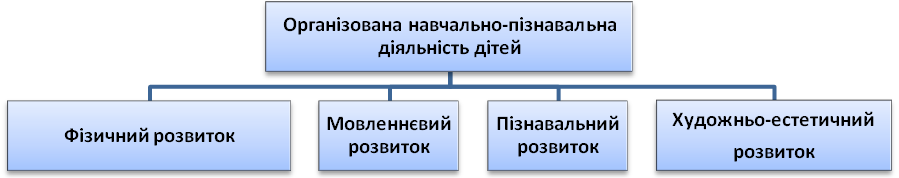 Організована навчально-пізнавальна
діяльність дітей
Фізичний розвиток
Мовленнєвий
розвиток
Пізнавальний
розвиток
Художньо-естетичний
розвиток